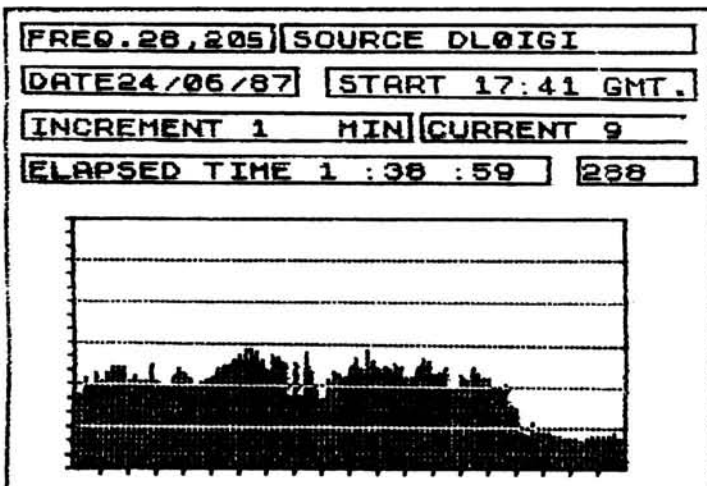 FREQ.28,205 SOURCE DLØIGI
DATE24/06/87 START 17:41 GMT.
INCREMENT 1 MIN CURRENT 9
ELAPSED TIME 1 :38 :59 288